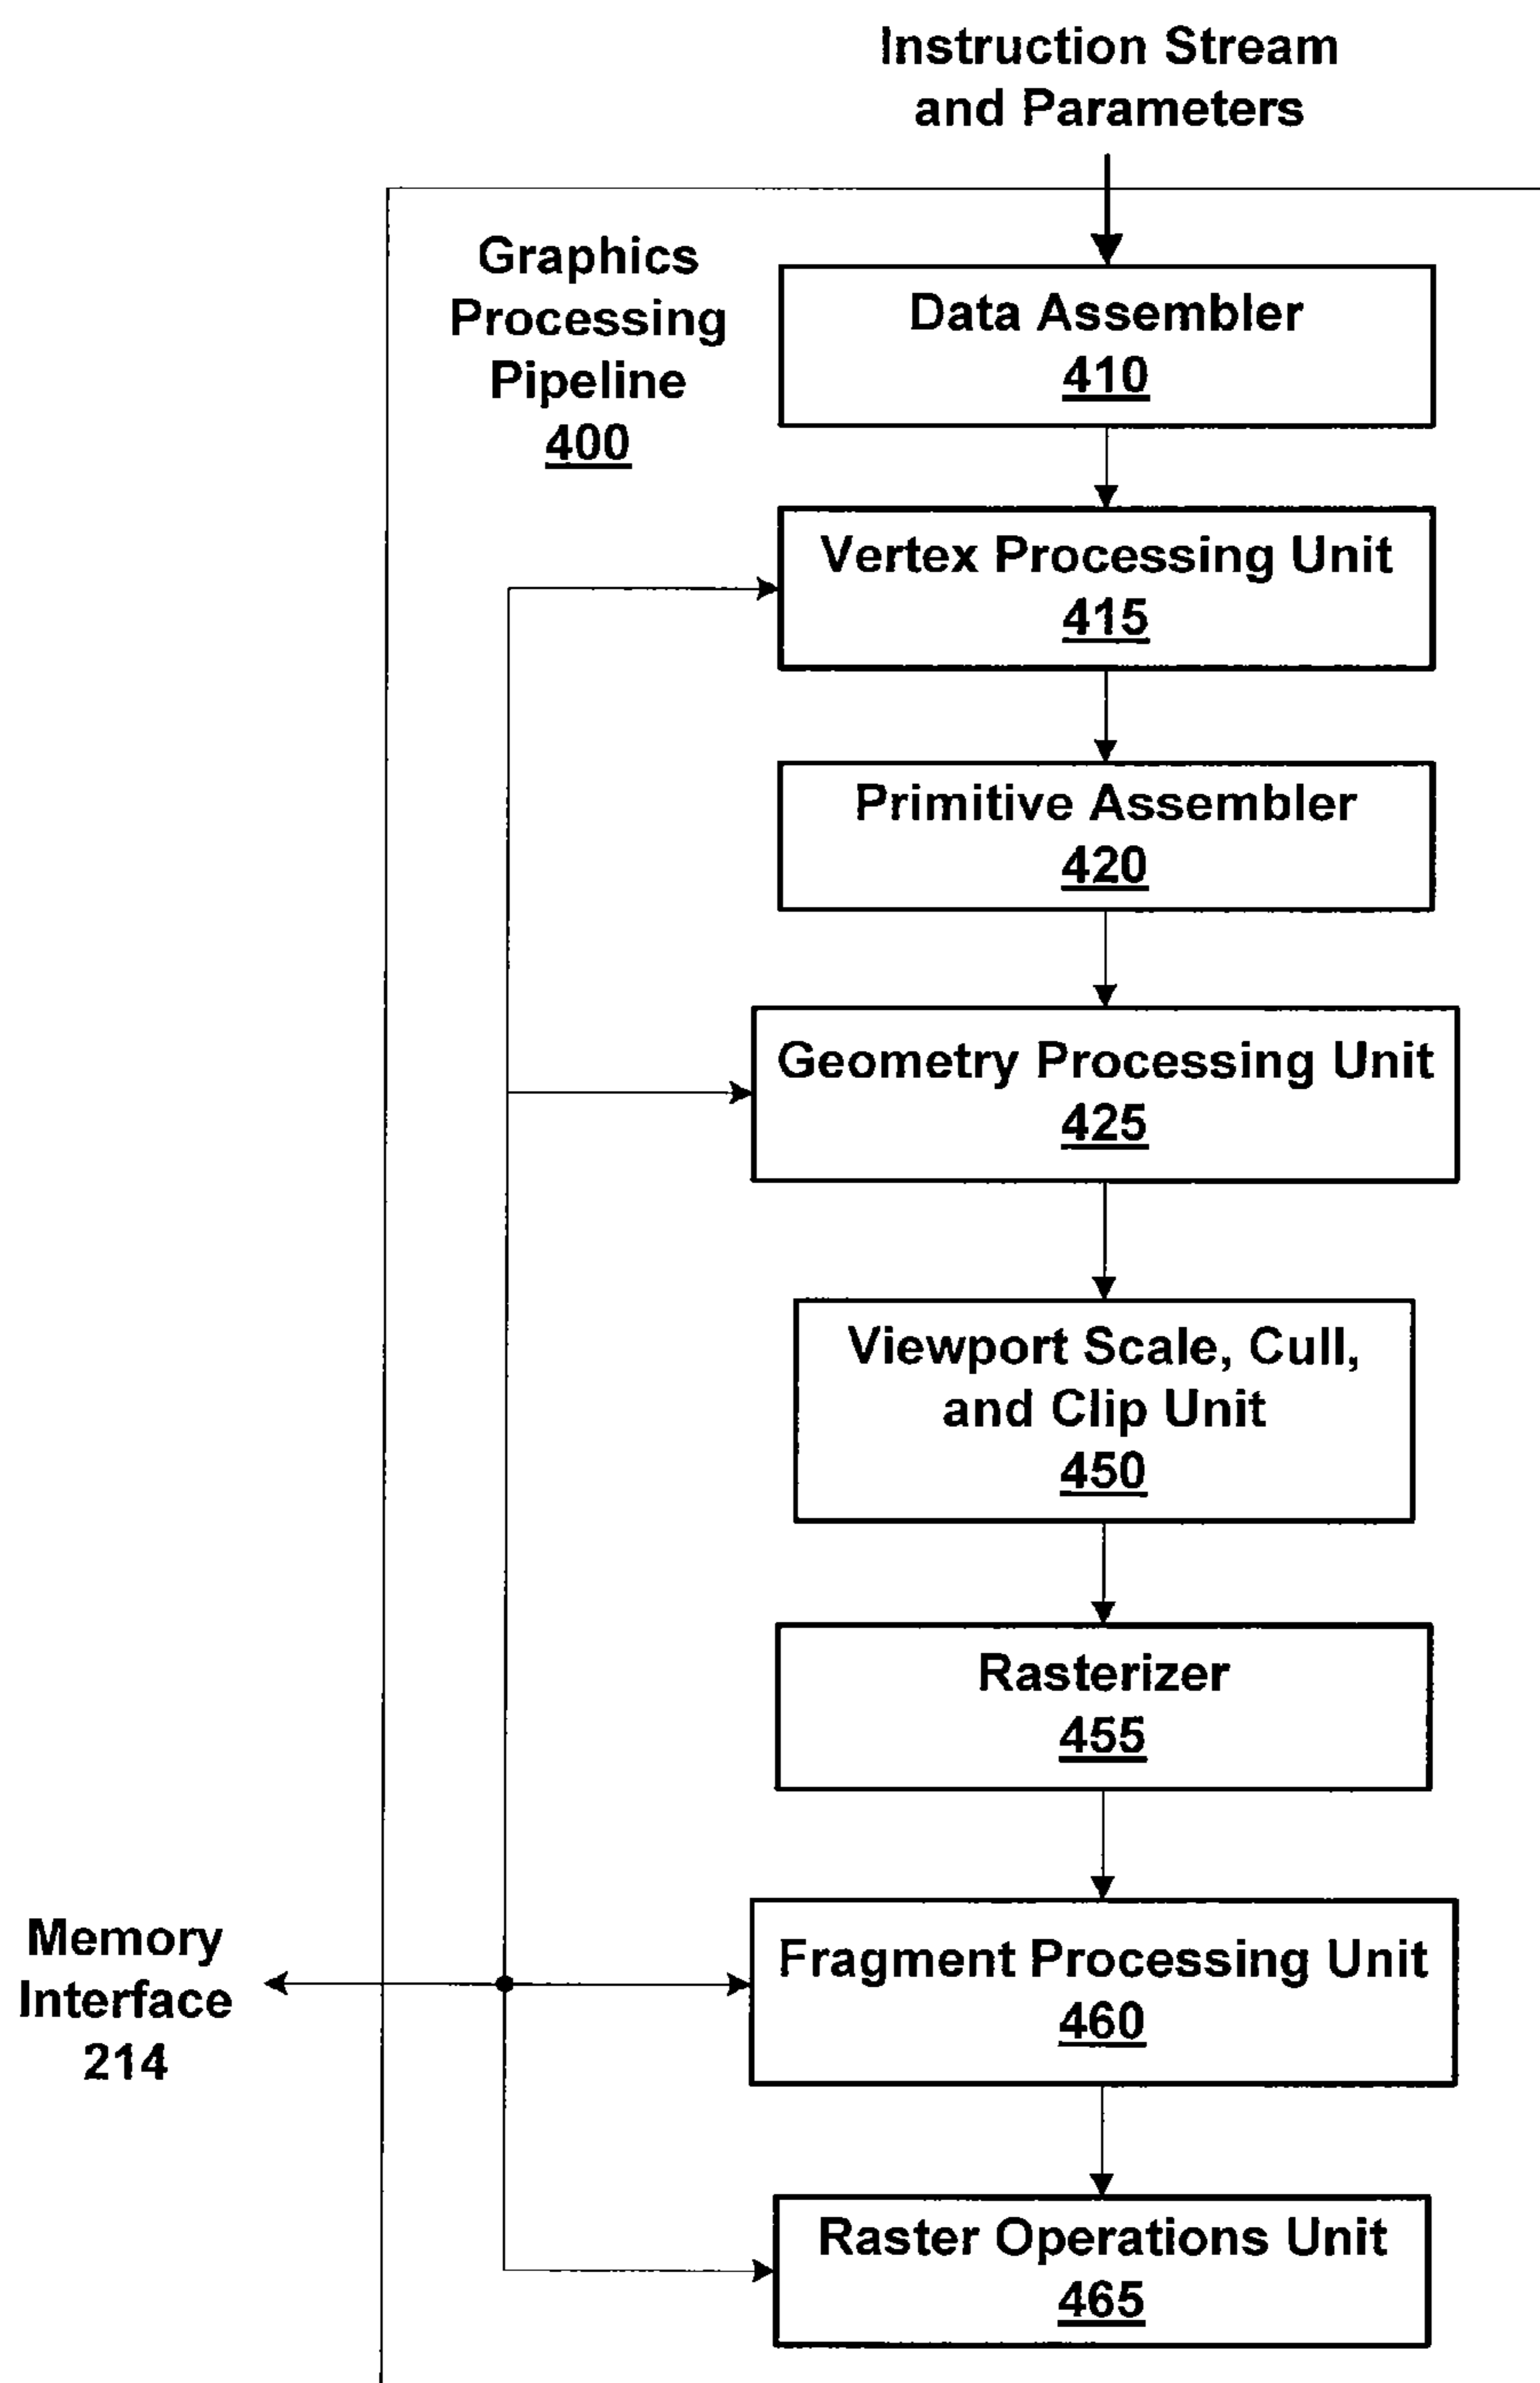 Instruction Stream
and Parameters
Graphics
Processing
Pipeline
400
Data Assembler
410
Vertex Processing Unit
415
Primitive Assembler
420
Geometry Processing Unit
425
Viewport Scale, Cull,
and Clip Unit
450
Rasterizer
455
Memory
Interface
214
Fragment Processing Unit
460
Raster Operations Unit
465